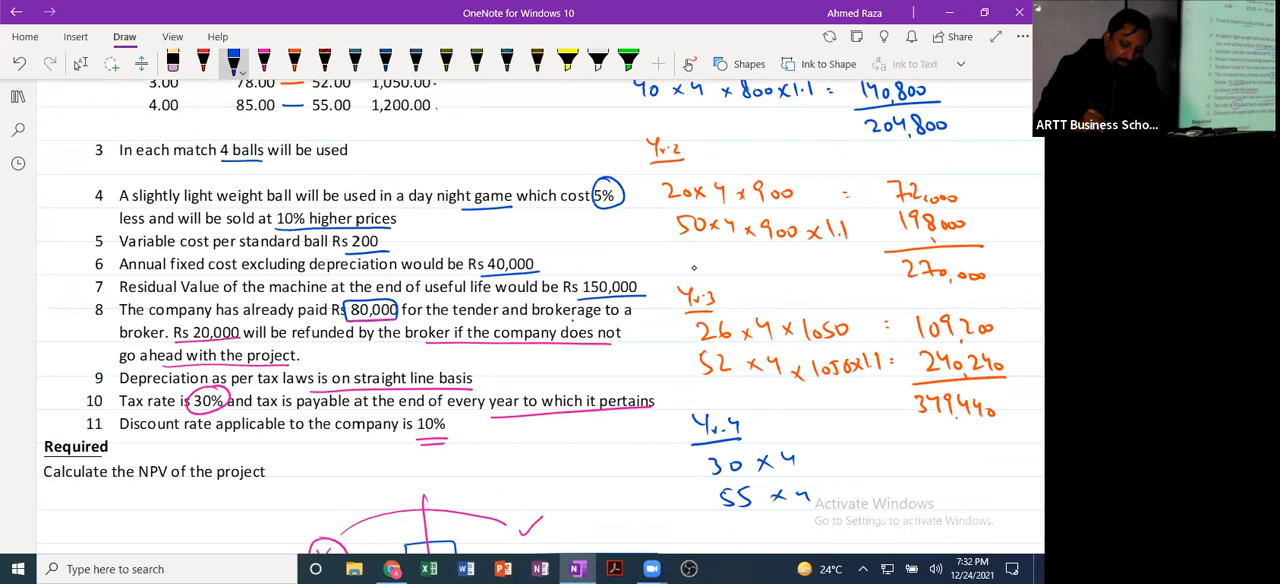 OneNote for Windows 10
Ahmed Raza
Home Insert Draw View Help
Share
Shapes
Ink to Shape
Ink to Text
3.00 78.00 52.00 1,050.00
4.00 85.00 55.00 1,200.00
3 In each match 4 balls will be used
4 A slightly light weight ball will be used in a day night game which cost 5%
less and will be sold at 10% higher prices
5 Variable cost per standard ball Rs 200
6 Annual fixed cost excluding depreciation would be Rs 40,000
7 Residual Value of the machine at the end of useful life would be Rs 150,000
8 The company has already paid Rs 80,000 for the tender and brokerage to a
broker. Rs 20,000 will be refunded by the broker if the company does not
go ahead with the project.
9 Depreciation as per tax laws is on straight line basis
10 Tax rate is 30% and tax is payable at the end of every year to which it pertains
11 Discount rate applicable to the company is 10%
Required
Calculate the NPV of the project
40 × 4 × 800 × 1.1 = 140,800
204,800
Yr.2
20 × 4 × 900 = 72,000
50 × 4 × 900 × 1.1 198,000
270,000
Yr.3
26 × 4 × 1050 = 109,200
52 × 4 × 1050 × 1.1 = 240,240
349,440
Yr.4
30 × 4
55 × 4
Activate Windows
Go to Settings to activate Windows.
ARTT Business Scho...
Type here to search
24°C
7:32 PM
12/24/2021